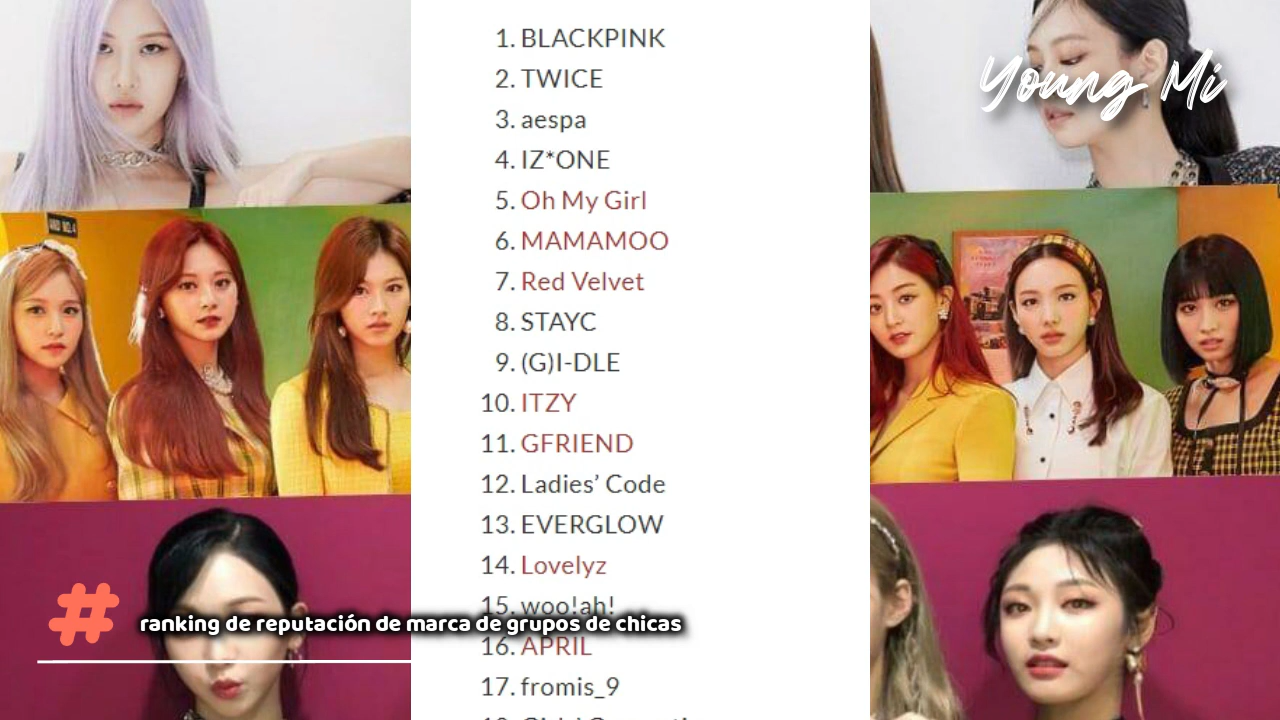 Young Mi
1. BLACKPINK
2. TWICE
3. aespa
4. IZ*ONE
5. Oh My Girl
6. MAMAMOO
7. Red Velvet
8. STAYC
9. (G)I-DLE
10. ITZY
11. GFRIEND
12. Ladies’ Code
13. EVERGLOW
14. Lovelyz
15. woo!ah!
# ranking de reputación de marca de grupos de chicas
16. APRIL
17. fromis_9